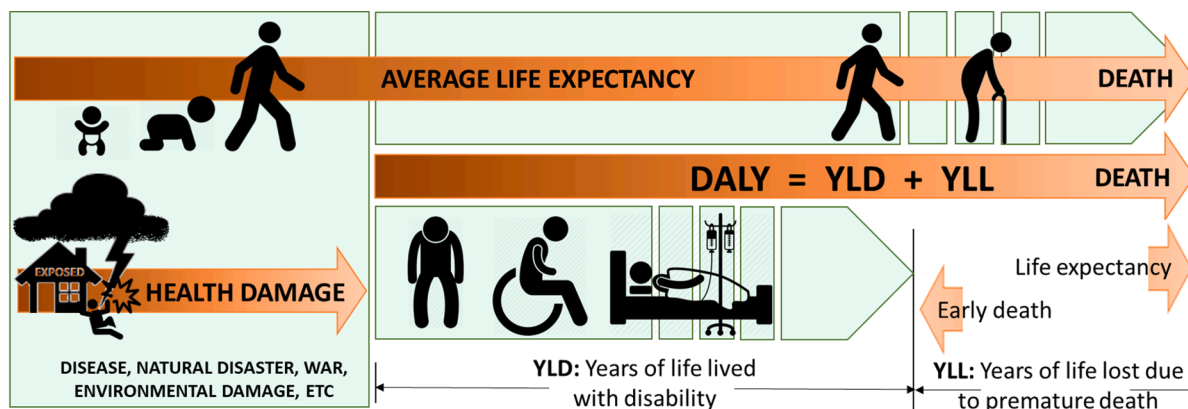 AVERAGE LIFE EXPECTANCY
DEATH
DALY = YLD + YLL
DEATH
EXPOSED
HEALTH DAMAGE
Life expectancy
Early death
DISEASE, NATURAL DISASTER, WAR,
ENVIRONMENTAL DAMAGE, ETC
YLD: Years of life lived
with disability
YLL: Years of life lost due
to premature death